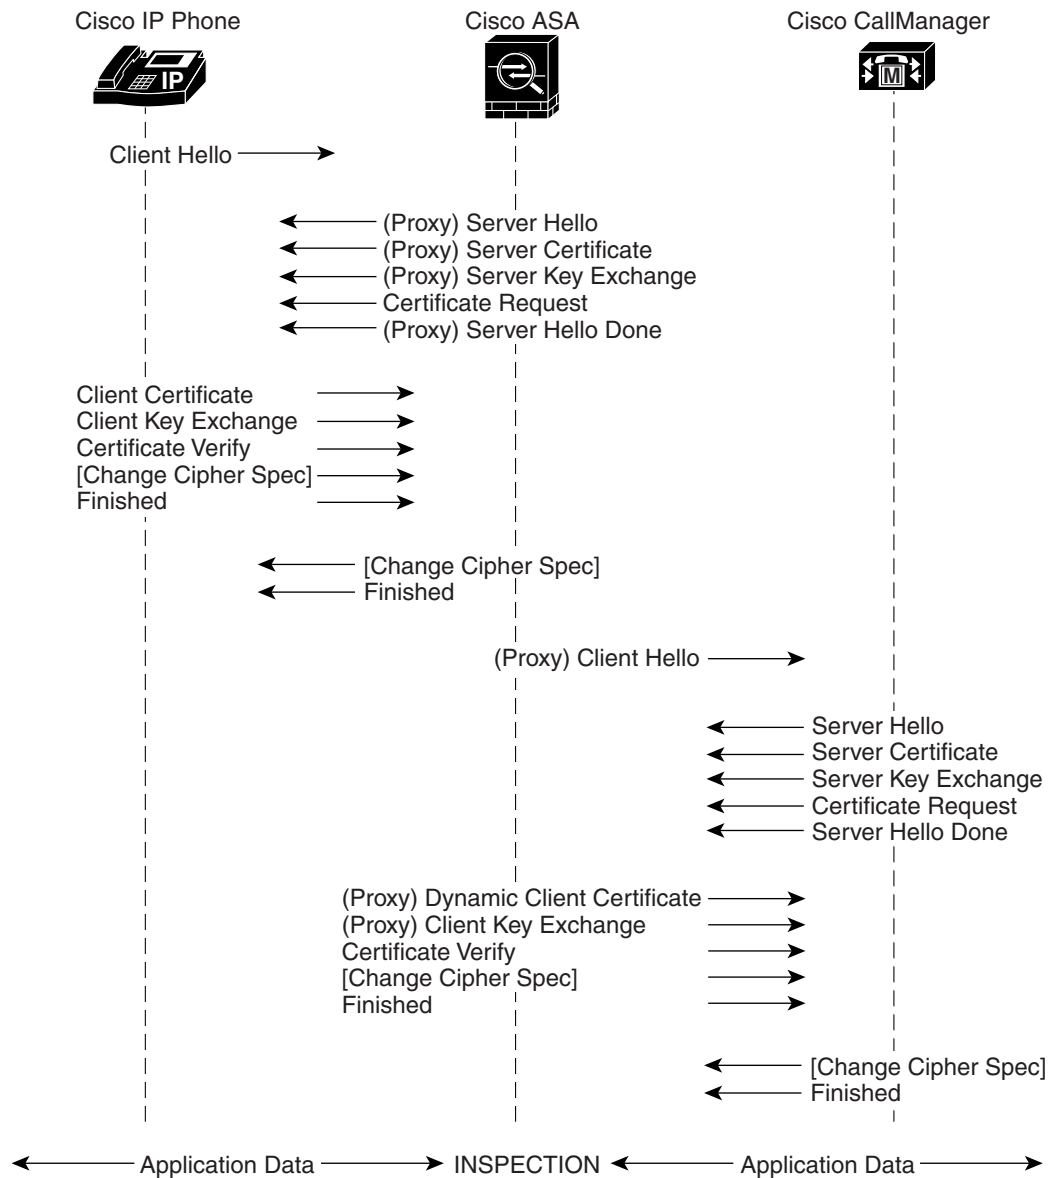 Cisco IP Phone
Cisco ASA
Cisco CallManager
IP
M
Client Hello
(Proxy) Server Hello
(Proxy) Server Certificate
(Proxy) Server Key Exchange
Certificate Request
(Proxy) Server Hello Done
Client Certificate
Client Key Exchange
Certificate Verify
[Change Cipher Spec]
Finished
[Change Cipher Spec]
Finished
(Proxy) Client Hello
Server Hello
Server Certificate
Server Key Exchange
Certificate Request
Server Hello Done
(Proxy) Dynamic Client Certificate
(Proxy) Client Key Exchange
Certificate Verify
[Change Cipher Spec]
Finished
[Change Cipher Spec]
Finished
Application Data
INSPECTION
Application Data